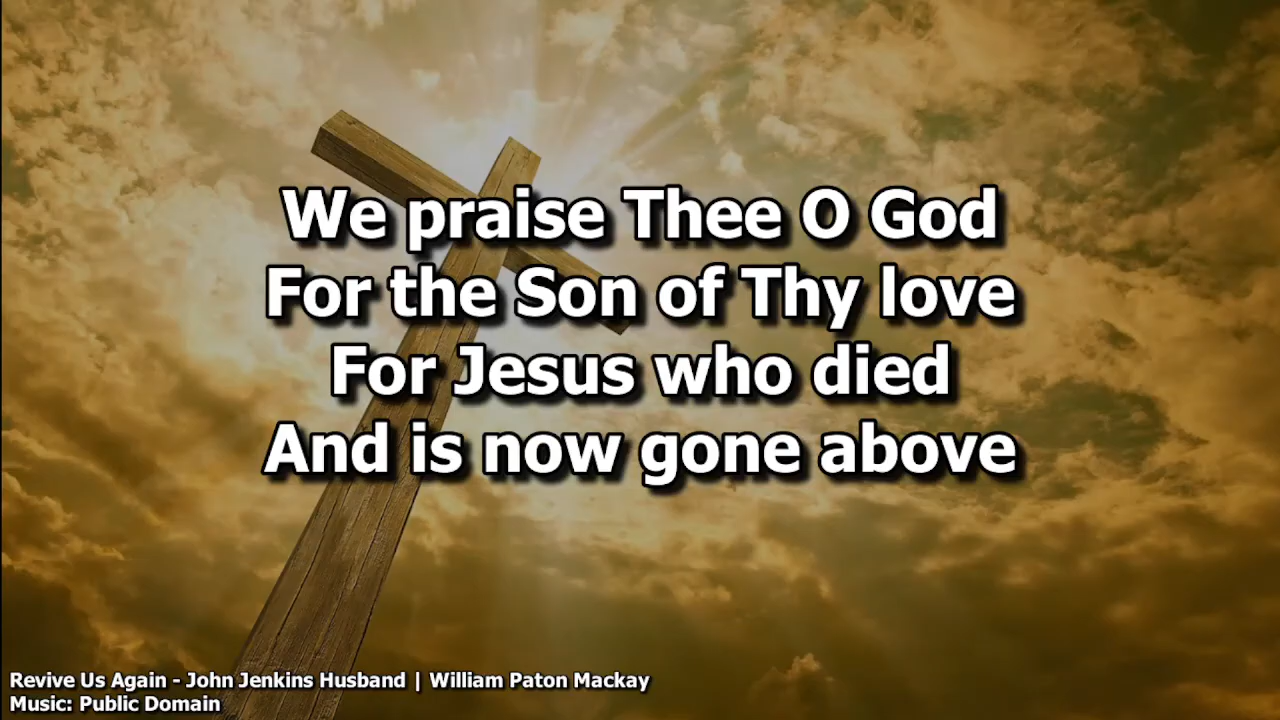 We praise Thee O God
For the Son of Thy love
For Jesus who died
And is now gone above
Revive Us Again - John Jenkins Husband | William Paton Mackay
Music: Public Domain